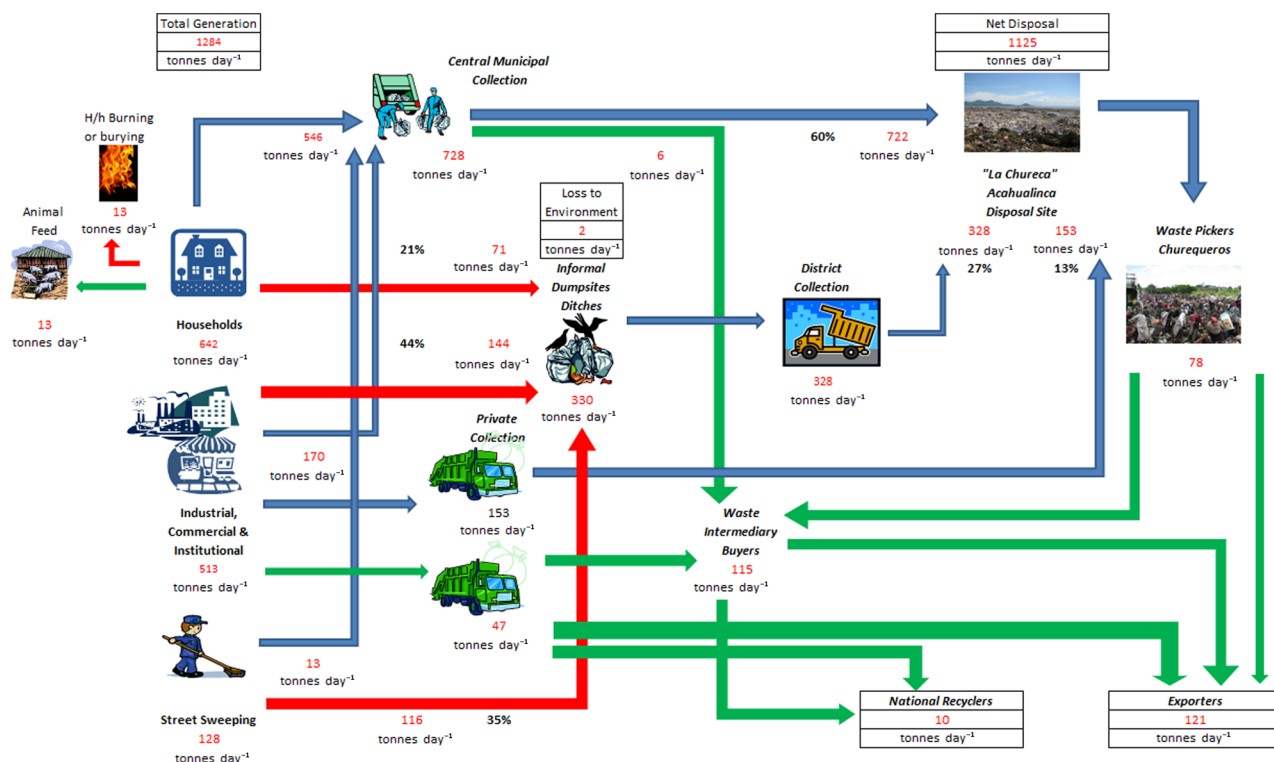 Total Generation
1284
tonnes day⁻¹
Net Disposal
1125
tonnes day⁻¹
Central Municipal
Collection
H/h Burning
or burying
13
tonnes day⁻¹
546
tonnes day⁻¹
728
tonnes day⁻¹
6
tonnes day⁻¹
60%
722
tonnes day⁻¹
"La Chureca"
Acahualinca
Disposal Site
328
tonnes day⁻¹
27%
153
tonnes day⁻¹
13%
Waste Pickers
Churequeros
78
tonnes day⁻¹
Animal
Feed
13
tonnes day⁻¹
Loss to
Environment
2
tonnes day⁻¹
Informal
Dumpsites
Ditches
330
tonnes day⁻¹
21%
71
tonnes day⁻¹
District
Collection
328
tonnes day⁻¹
Households
642
tonnes day⁻¹
44%
144
tonnes day⁻¹
Private
Collection
153
tonnes day⁻¹
170
tonnes day⁻¹
Industrial,
Commercial &
Institutional
513
tonnes day⁻¹
Waste
Intermediary
Buyers
115
tonnes day⁻¹
47
tonnes day⁻¹
13
tonnes day⁻¹
Street Sweeping
128
tonnes day⁻¹
116
tonnes day⁻¹
35%
National Recyclers
10
tonnes day⁻¹
Exporters
121
tonnes day⁻¹